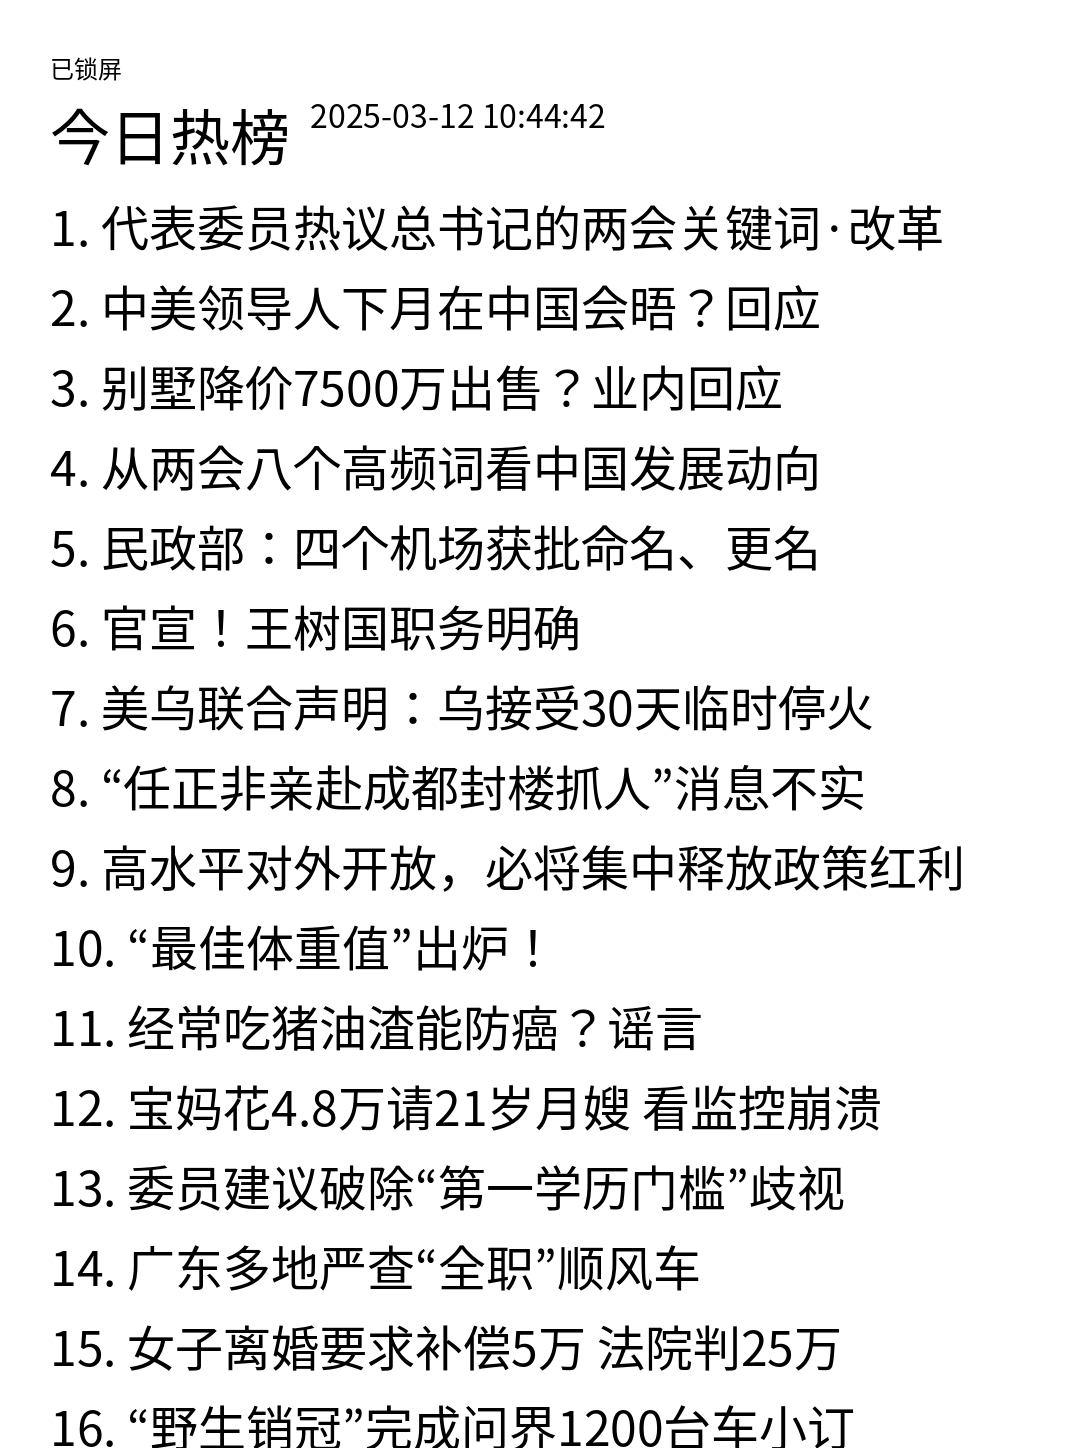 已锁屏
今日热榜 2025-03-12 10:44:42
1. 代表委员热议总书记的两会关键词·改革
2. 中美领导人下月在中国会晤？回应
3. 别墅降价7500万出售？业内回应
4. 从两会八个高频词看中国发展动向
5. 民政部：四个机场获批命名、更名
6. 官宣！王树国职务明确
7. 美乌联合声明：乌接受30天临时停火
8. “任正非亲赴成都封楼抓人”消息不实
9. 高水平对外开放，必将集中释放政策红利
10. “最佳体重值”出炉！
11. 经常吃猪油渣能防癌？谣言
12. 宝妈花4.8万请21岁月嫂 看监控崩溃
13. 委员建议破除“第一学历门槛”歧视
14. 广东多地严查“全职”顺风车
15. 女子离婚要求补偿5万 法院判25万
16. “野生销冠”完成问界1200台车小订